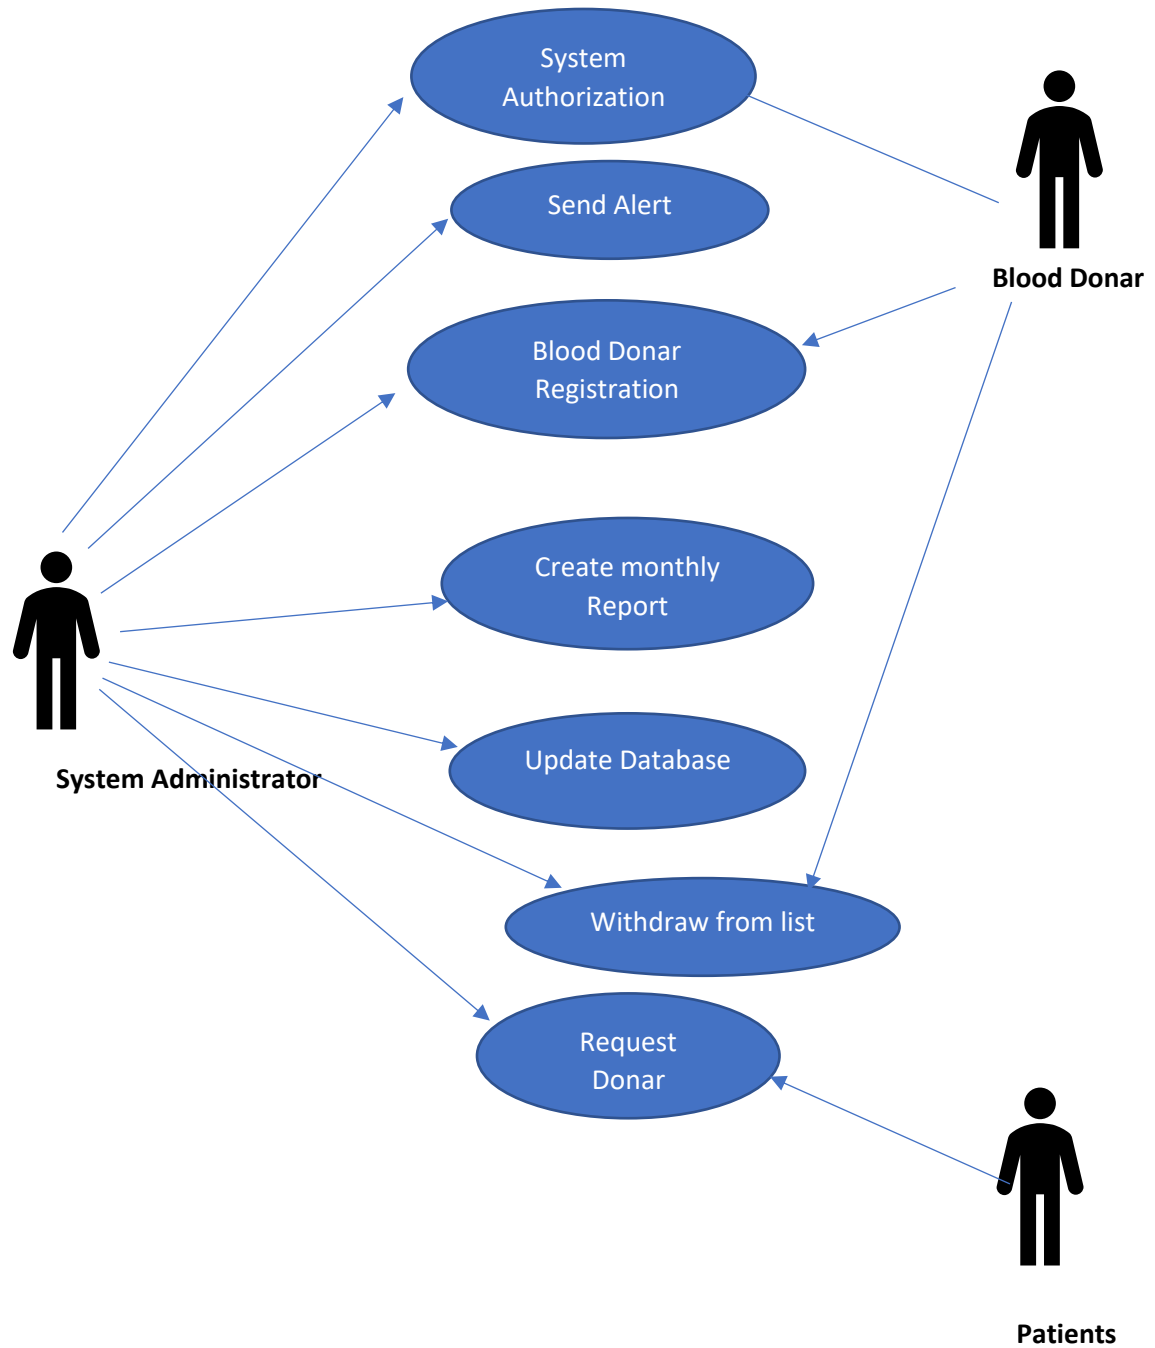 System
Authorization
Send Alert
Blood Donar
Blood Donar
Registration
Create monthly
Report
System Administrator
Update Database
Withdraw from list
Request
Donar
Patients